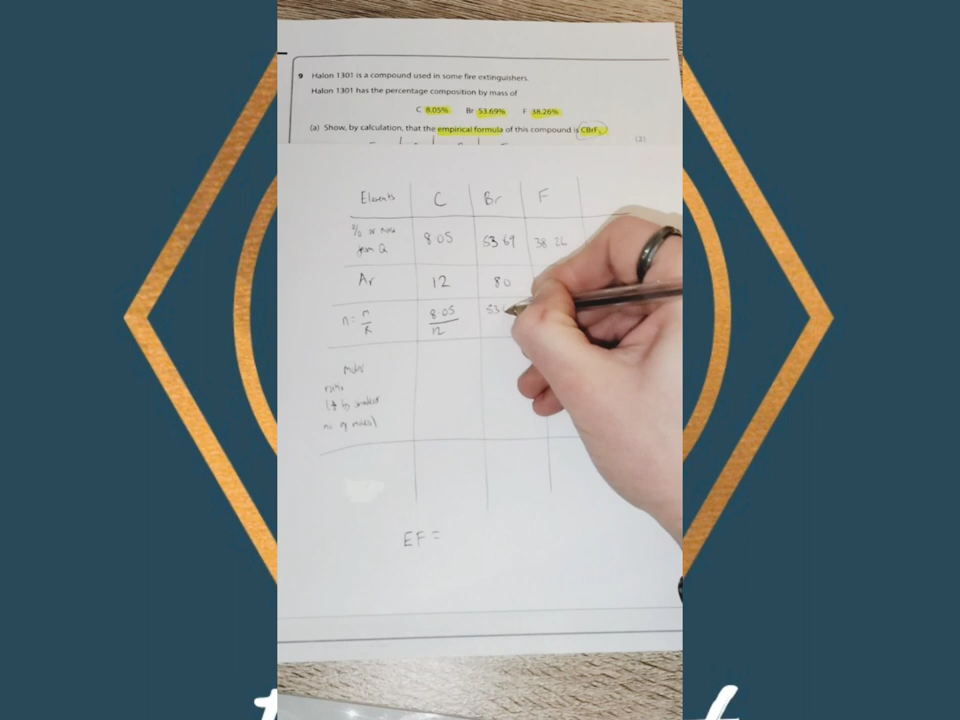 9 Halon 1301 is a compound used in some fire extinguishers.
Halon 1301 has the percentage composition by mass of
C 8.05% Br 53.69% F 38.26%
(a) Show, by calculation, that the empirical formula of this compound is CBrF₃.
(2)
Elements C Br F
% or mass
from Q 8.05 53.69 38.26
Ar 12 80
n = m 8.05
12
ratio
(÷ by smallest
no of moles)
EF =